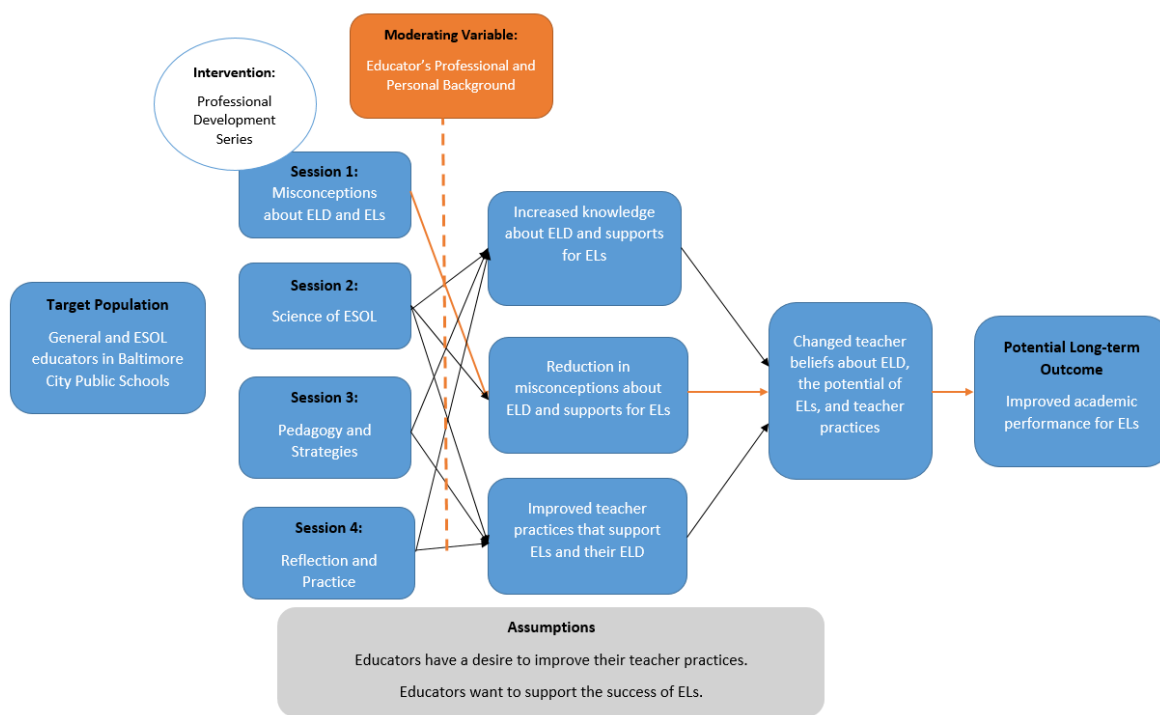 Moderating Variable:
Educator's Professional and
Personal Background
Intervention:
Professional
Development
Series
Session 1:
Misconceptions
about ELD and ELs
Session 2:
Science of ESOL
Session 3:
Pedagogy and
Strategies
Session 4:
Reflection and
Practice
Target Population
General and ESOL
educators in Baltimore
City Public Schools
Increased knowledge
about ELD and supports
for ELs
Reduction in
misconceptions about
ELD and supports for ELs
Improved teacher
practices that support
ELs and their ELD
Changed teacher
beliefs about ELD,
the potential of
ELs, and teacher
practices
Potential Long-term
Outcome
Improved academic
performance for ELs
Assumptions
Educators have a desire to improve their teacher practices.
Educators want to support the success of ELs.